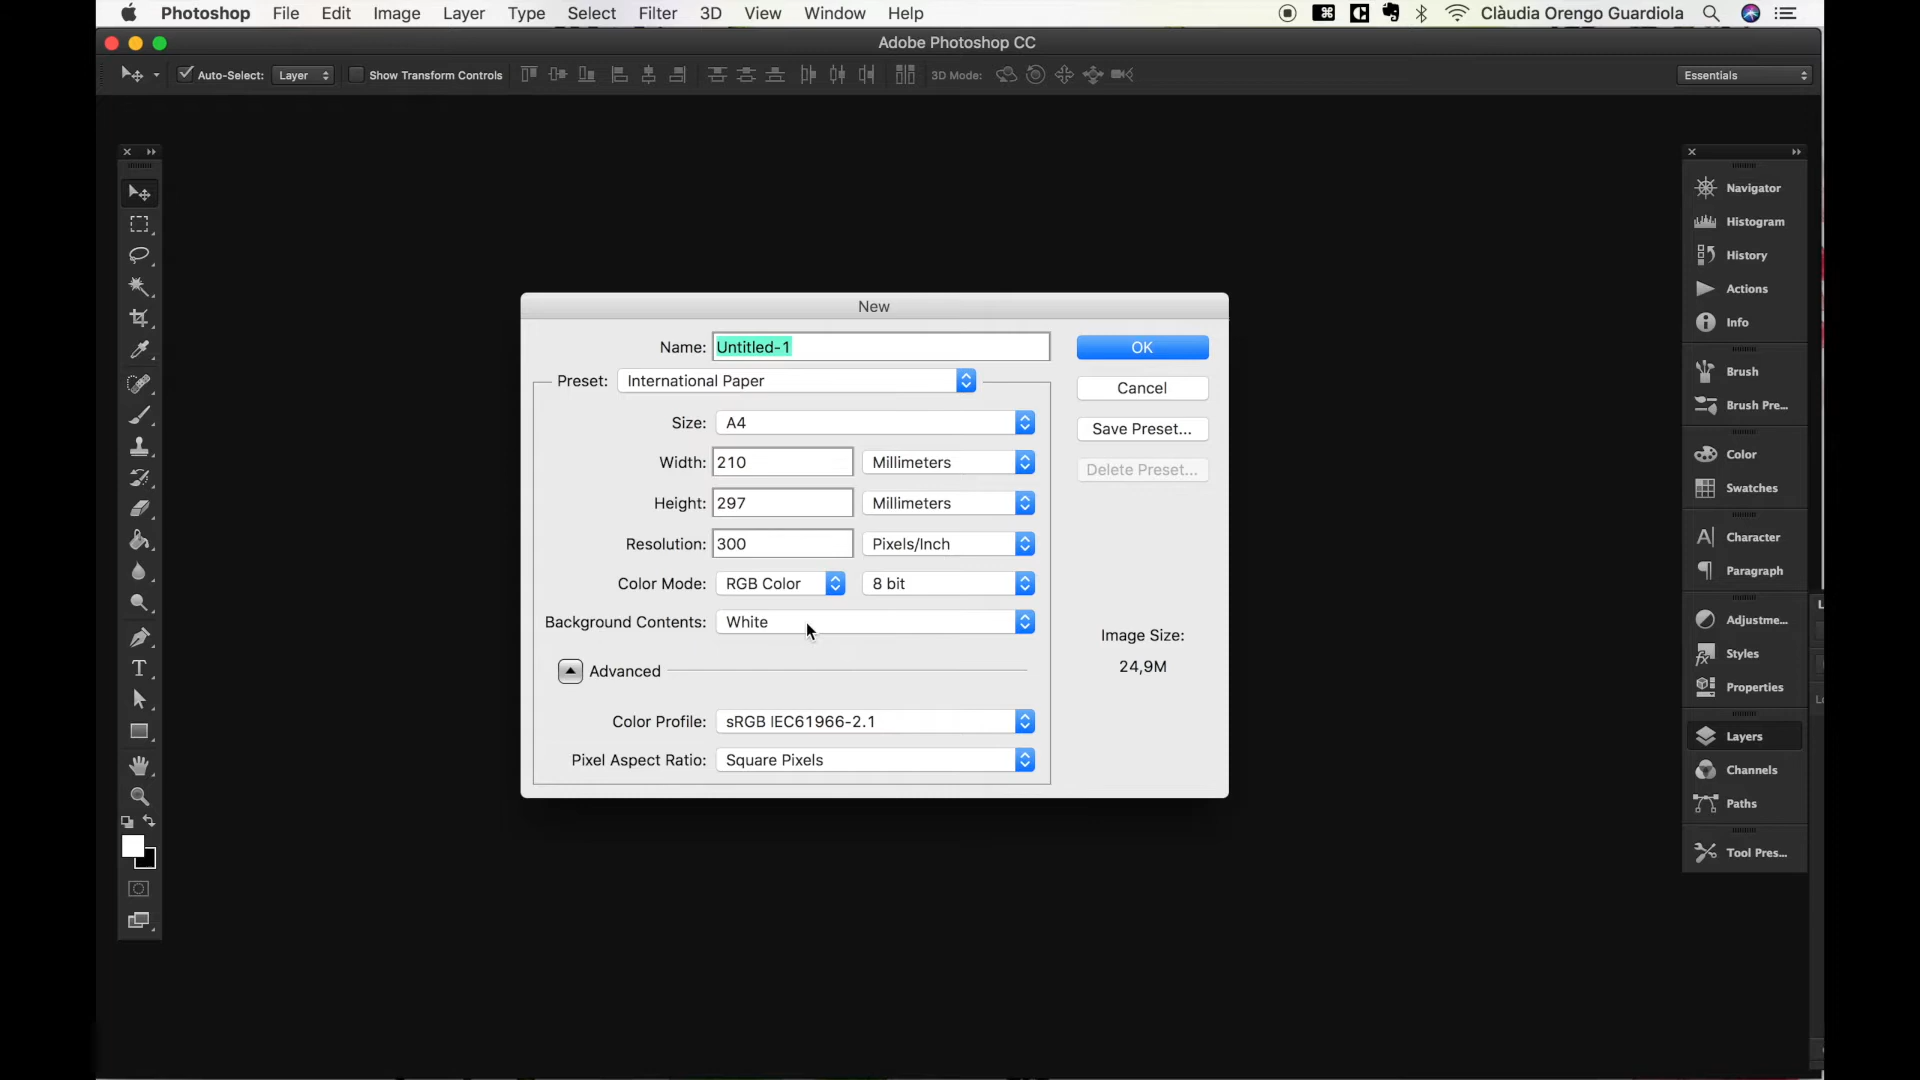 Photoshop File Edit Image Layer Type Select Filter 3D View Window Help Clàudia Orengo Guardiola
Adobe Photoshop CC
Auto-Select: Layer Show Transform Controls 3D Mode: Essentials
New
Name: Untitled-1 OK
Preset: International Paper Cancel
Size: A4 Save Preset...
Width: 210 Millimeters Delete Preset...
Height: 297 Millimeters
Resolution: 300 Pixels/Inch
Color Mode: RGB Color 8 bit
Background Contents: White
Image Size:
24,9M
Advanced
Color Profile: sRGB IEC61966-2.1
Pixel Aspect Ratio: Square Pixels
Navigator
Histogram
History
Actions
Info
Brush
Brush Pre...
Color
Swatches
Character
Paragraph
Adjustme...
Styles
Properties
Layers
Channels
Paths
Tool Pres...